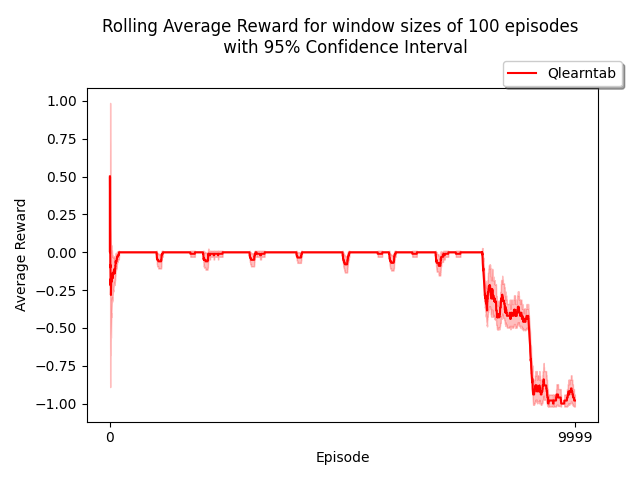 Rolling Average Reward for window sizes of 100 episodes
with 95% Confidence Interval
Qlearntab
1.00
0.75
0.50
0.25
0.00
−0.25
−0.50
−0.75
−1.00
Average Reward
0
9999
Episode